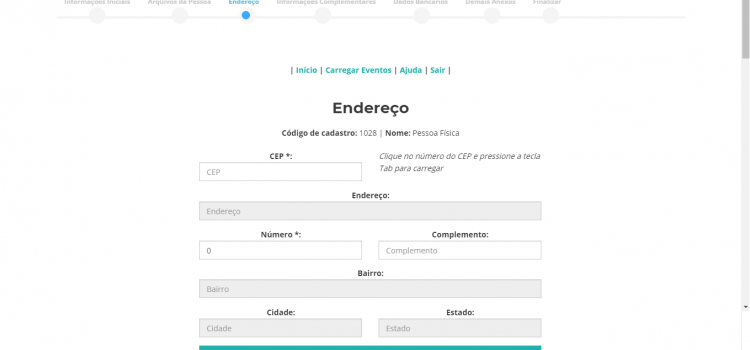 Informações Iniciais Arquivos da Pessoa Endereço Informações Complementares Dados Bancários Demais Anexos Finalizar
| Início | Carregar Eventos | Ajuda | Sair |
Endereço
Código de cadastro: 1028 | Nome: Pessoa Física
CEP *:
Clique no número do CEP e pressione a tecla
Tab para carregar
CEP
Endereço:
Endereço
Número *: Complemento:
0 Complemento
Bairro:
Bairro
Cidade: Estado:
Cidade Estado